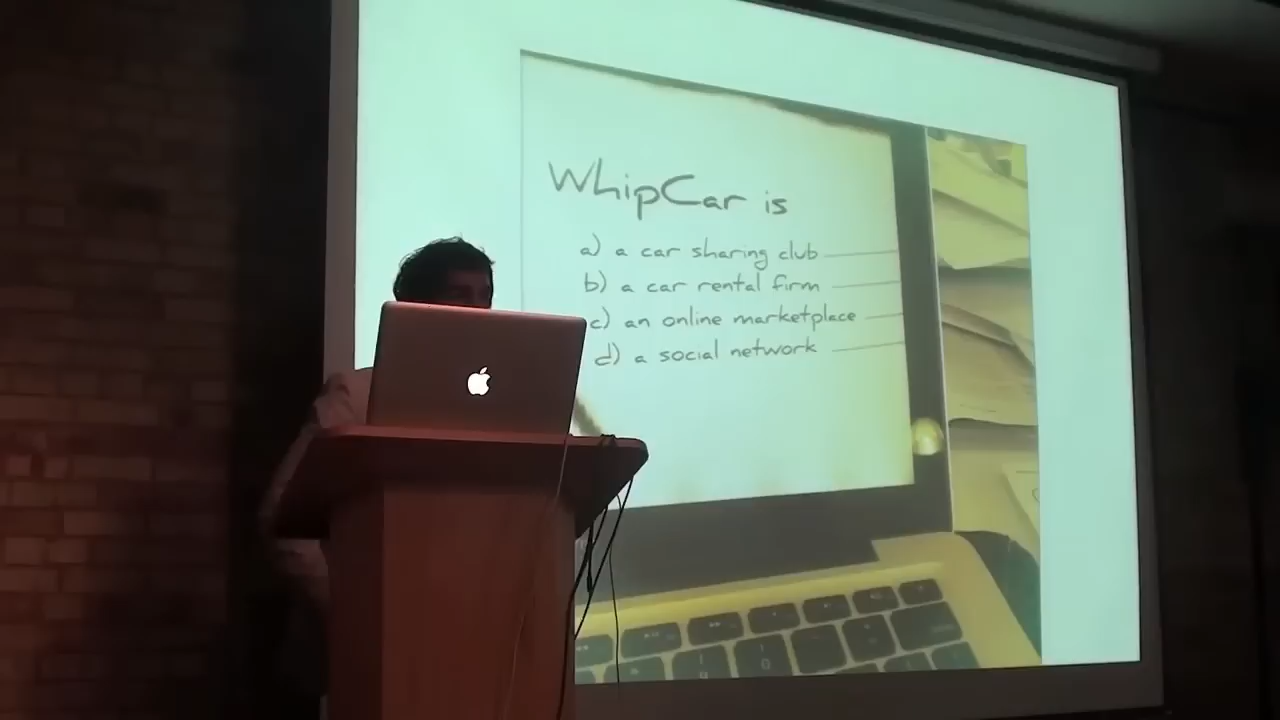 WhipCar is
a) a car sharing club
b) a car rental firm
c) an online marketplace
d) a social network